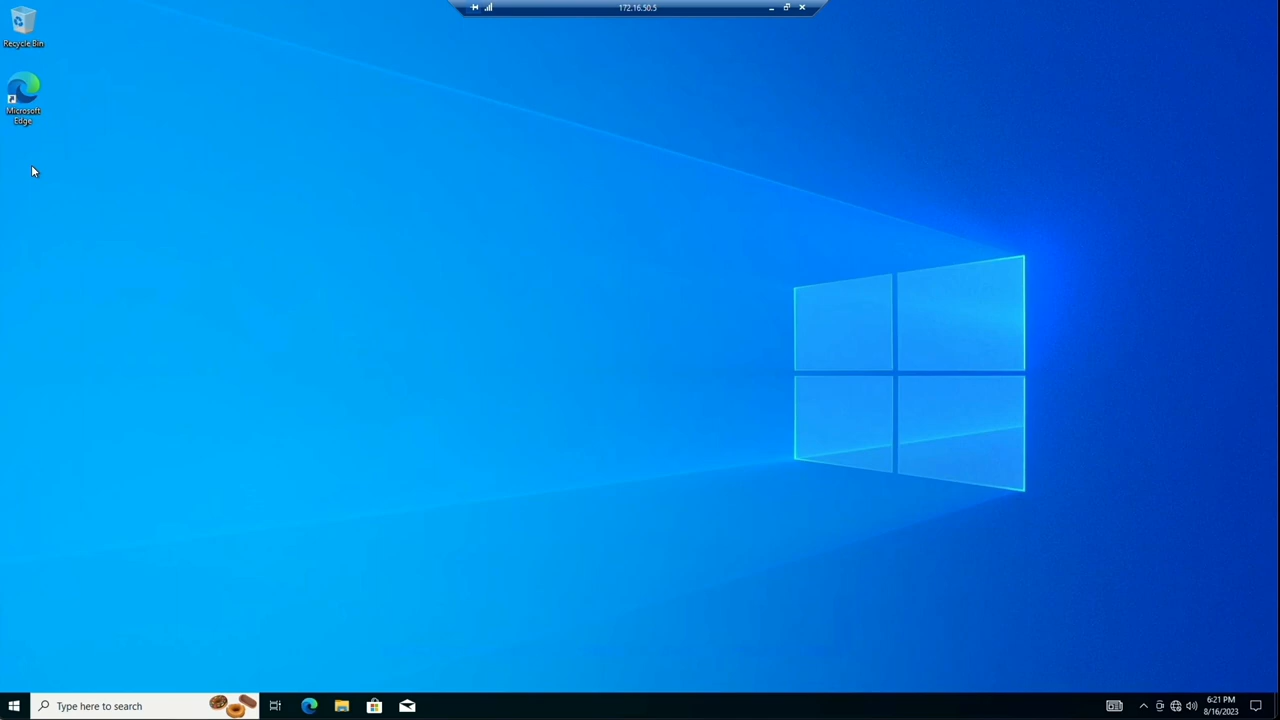 172.16.50.5
Recycle Bin
Microsoft
Edge
Type here to search
6:21 PM
8/16/2023